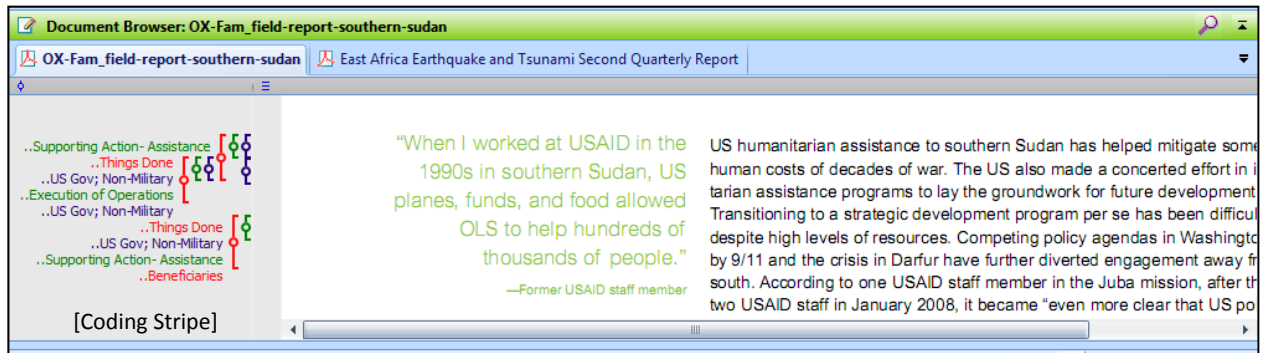 Document Browser: OX-Fam_field-report-southern-sudan
OX-Fam_field-report-southern-sudan
East Africa Earthquake and Tsunami Second Quarterly Report
..Supporting Action- Assistance
..Things Done
..US Gov; Non-Military
..Execution of Operations
..US Gov; Non-Military
..Things Done
..US Gov; Non-Military
..Supporting Action- Assistance
..Beneficiaries
[Coding Stripe]
"When I worked at USAID in the
1990s in southern Sudan, US
planes, funds, and food allowed
OLS to help hundreds of
thousands of people."
—Former USAID staff member
US humanitarian assistance to southern Sudan has helped mitigate some
human costs of decades of war. The US also made a concerted effort in
tarian assistance programs to lay the groundwork for future development
Transitioning to a strategic development program per se has been
despite high levels of resources. Competing policy agendas in
by 9/11 and the crisis in Darfur have further diverted engagement away
south. According to one USAID staff member in the Juba mission, after
two USAID staff in January 2008, it became "even more clear that US